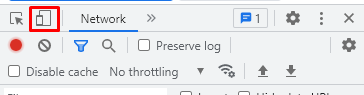 Network » 1
Preserve log
Disable cache No throttling